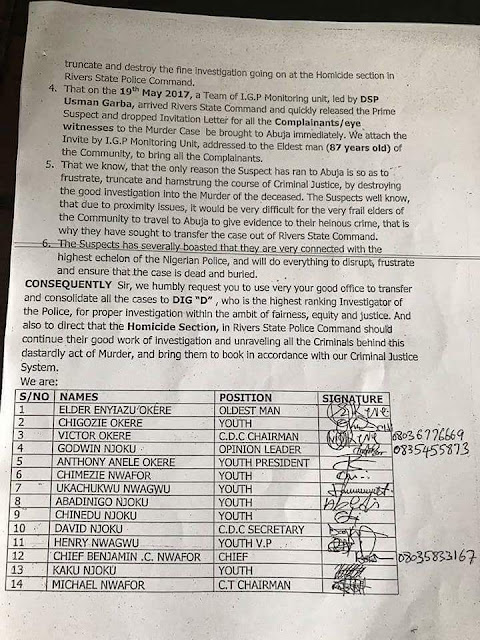 truncate and destroy the fine investigation going on at the Homicide section in
Rivers State Police Command.
4. That on the 19th May 2017, a Team of I.G.P Monitoring unit, led by DSP
Usman Garba, arrived Rivers State Command and quickly released the Prime
Suspect and dropped Invitation Letter for all the Complainants/eye
witnesses to the Murder Case be brought to Abuja immediately. We attach the
Invite by I.G.P Monitoring Unit, addressed to the Eldest man (87 years old) of
the Community, to bring all the Complainants.
5. That we know, that the only reason the Suspect has ran to Abuja is so as to
frustrate, truncate and hamstrung the course of Criminal Justice, by destroying
the good investigation into the Murder of the deceased. The Suspects well know,
that due to proximity issues, it would be very difficult for the very frail elders of
the Community to travel to Abuja to give evidence to their heinous crime, that is
why they have sought to transfer the case out of Rivers State Command.
6. The Suspects has severally boasted that they are very connected with the
highest echelon of the Nigerian Police, and will do everything to disrupt, frustrate
and ensure that the case is dead and buried.
CONSEQUENTLY Sir, we humbly request you to use very your good office to transfer
and consolidate all the cases to DIG "D", who is the highest ranking Investigator of
the Police, for proper investigation within the ambit of fairness, equity and justice. And
also to direct that the Homicide Section, in Rivers State Police Command should
continue their good work of investigation and unraveling all the Criminals behind this
dastardly act of Murder, and bring them to book in accordance with our Criminal Justice
System.
We are:
S/NO NAMES POSITION SIGNATURE
1 ELDER ENYIAZU OKERE OLDEST MAN
2 CHIGOZIE OKERE YOUTH
3 VICTOR OKERE C.D.C CHAIRMAN 08036776669
4 GODWIN NJOKU OPINION LEADER 0835455873
5 ANTHONY ANELE OKERE YOUTH PRESIDENT
6 CHIMEZIE NWAFOR YOUTH
7 UKACHUKWU NWAGWU YOUTH
8 ABADINIGO NJOKU YOUTH
9 CHINEDU NJOKU YOUTH
10 DAVID NJOKU C.D.C SECRETARY
11 HENRY NWAGWU YOUTH V.P
12 CHIEF BENJAMIN .C. NWAFOR CHIEF 08035833167
13 KAKU NJOKU YOUTH
14 MICHAEL NWAFOR C.T CHAIRMAN